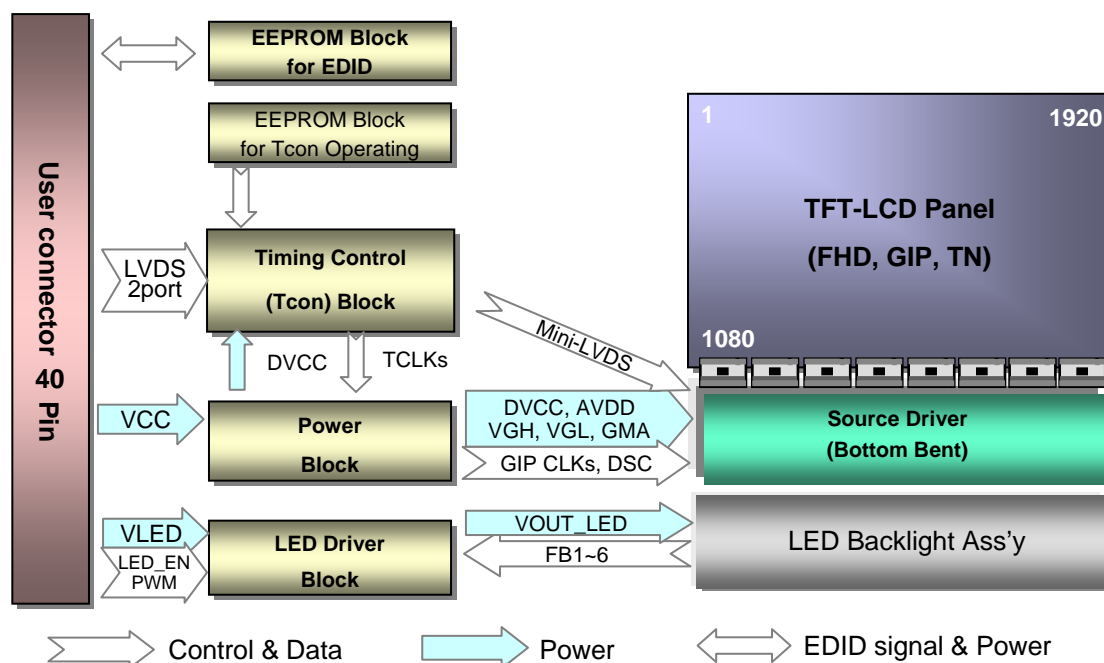 User connector 40 Pin
EEPROM Block
for EDID
EEPROM Block
for Tcon Operating
LVDS
2port
Timing Control
(Tcon) Block
DVCC
TCLKs
Mini-LVDS
1
1920
TFT-LCD Panel
(FHD, GIP, TN)
1080
VCC
Power
Block
DVCC, AVDD
VGH, VGL, GMA
GIP CLKs, DSC
Source Driver
(Bottom Bent)
VLED
LED_EN
PWM
LED Driver
Block
VOUT_LED
FB1~6
LED Backlight Ass'y
Control & Data
Power
EDID signal & Power